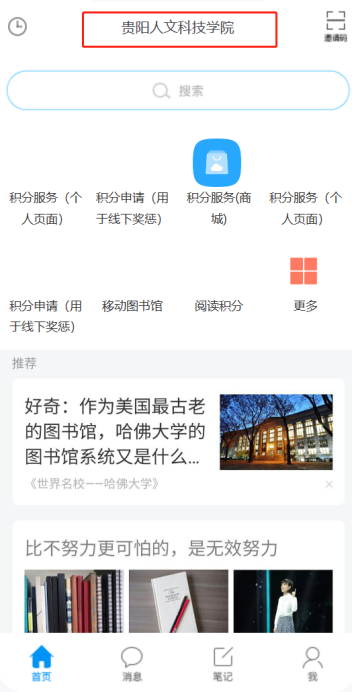 贵阳人文科技学院
邀请码
搜索
积分服务（个
人页面）
积分申请（用
于线下奖惩）
积分服务(商
城)
积分服务（个
人页面）
积分申请（用
于线下奖惩）
移动图书馆
阅读积分
更多
推荐
好奇：作为美国最古老
的图书馆，哈佛大学的
图书馆系统又是什么...
《世界名校——哈佛大学》
比不努力更可怕的，是无效努力
首页
消息
笔记
我